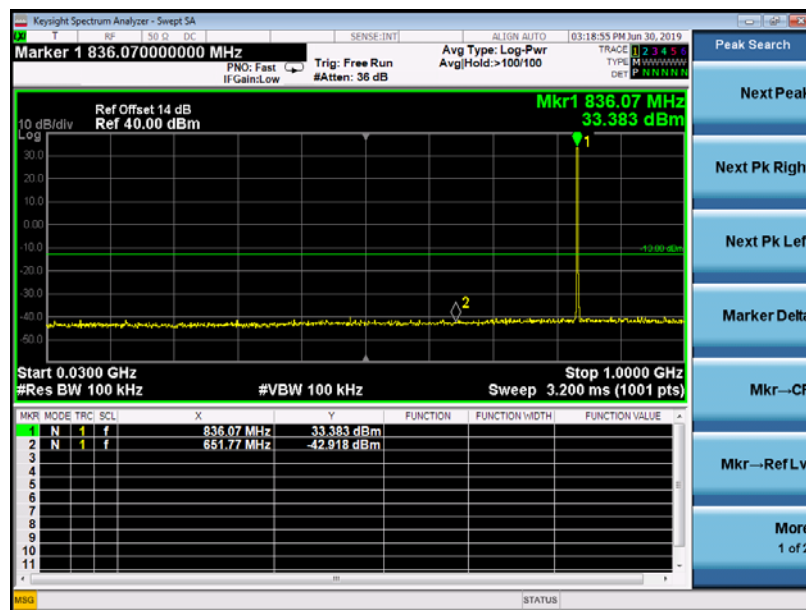 Keysight Spectrum Analyzer - Swept SA
T RF 50 Ω DC SENSE:INT ALIGN AUTO 03:18:55 PM Jun 30, 2019
Marker 1 836.070000000 MHz
PNO: Fast
IFGain:Low
Trig: Free Run
#Atten: 36 dB
Avg Type: Log-Pwr
Avg|Hold:>100/100
TRACE 1 2 3 4 5 6
TYPE M W W W W W
DET P N N N N N
Ref Offset 14 dB
10 dB/div Ref 40.00 dBm
Log
Mkr1 836.07 MHz
33.383 dBm
1
30.0
20.0
10.0
0.00
-10.0
-13.00 dBm
-20.0
-30.0
2
-40.0
-50.0
Start 0.0300 GHz Stop 1.0000 GHz
#Res BW 100 kHz #VBW 100 kHz Sweep 3.200 ms (1001 pts)
MKR MODE TRC SCL X Y FUNCTION FUNCTION WIDTH FUNCTION VALUE
1 N 1 f 836.07 MHz 33.383 dBm
2 N 1 f 651.77 MHz -42.918 dBm
3
4
5
6
7
8
9
10
11
MSG STATUS
Peak Search
Next Peak
Next Pk Righ
Next Pk Lef
Marker Delta
Mkr→CF
Mkr→Ref Lv
More
1 of 2